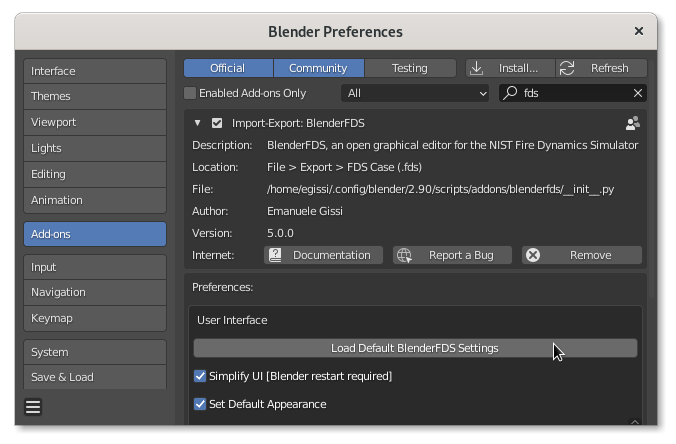 Blender Preferences
Interface
Themes
Viewport
Lights
Editing
Animation
Add-ons
Input
Navigation
Keymap
System
Save & Load
Official Community Testing Install... Refresh
Enabled Add-ons Only All fds
Import-Export: BlenderFDS
Description: BlenderFDS, an open graphical editor for the NIST Fire Dynamics Simulator
Location: File > Export > FDS Case (.fds)
File: /home/egissi/.config/blender/2.90/scripts/addons/blenderfds/__init__.py
Author: Emanuele Gissi
Version: 5.0.0
Internet: Documentation Report a Bug Remove
Preferences:
User Interface
Load Default BlenderFDS Settings
Simplify UI [Blender restart required]
Set Default Appearance